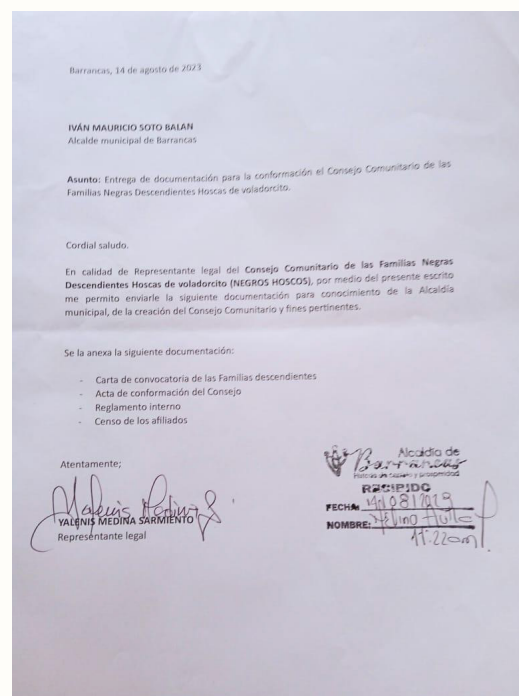 Barrancas, 14 de agosto de 2023
IVÁN MAURICIO SOTO BALAN
Alcalde municipal de Barrancas
Asunto: Entrega de documentación para la conformación el Consejo Comunitario de las
Familias Negras Descendientes Hoscas de voladorcito.
Cordial saludo.
En calidad de Representante legal del Consejo Comunitario de las Familias Negras
Descendientes Hoscas de voladorcito (NEGROS HOSCOS), por medio del presente escrito
me permito enviarle la siguiente documentación para conocimiento de la Alcaldía
municipal, de la creación del Consejo Comunitario y fines pertinentes.
Se la anexa la siguiente documentación:
- Carta de convocatoria de las Familias descendientes
- Acta de conformación del Consejo
- Reglamento interno
- Censo de los afiliados
Atentamente;
Yalenis Medina S
YALENIS MEDINA SARMIENTO
Representante legal
Alcaldía de
Barrancas
RECIBIDO
FECHA: 14/08/2023
NOMBRE:
11:22am